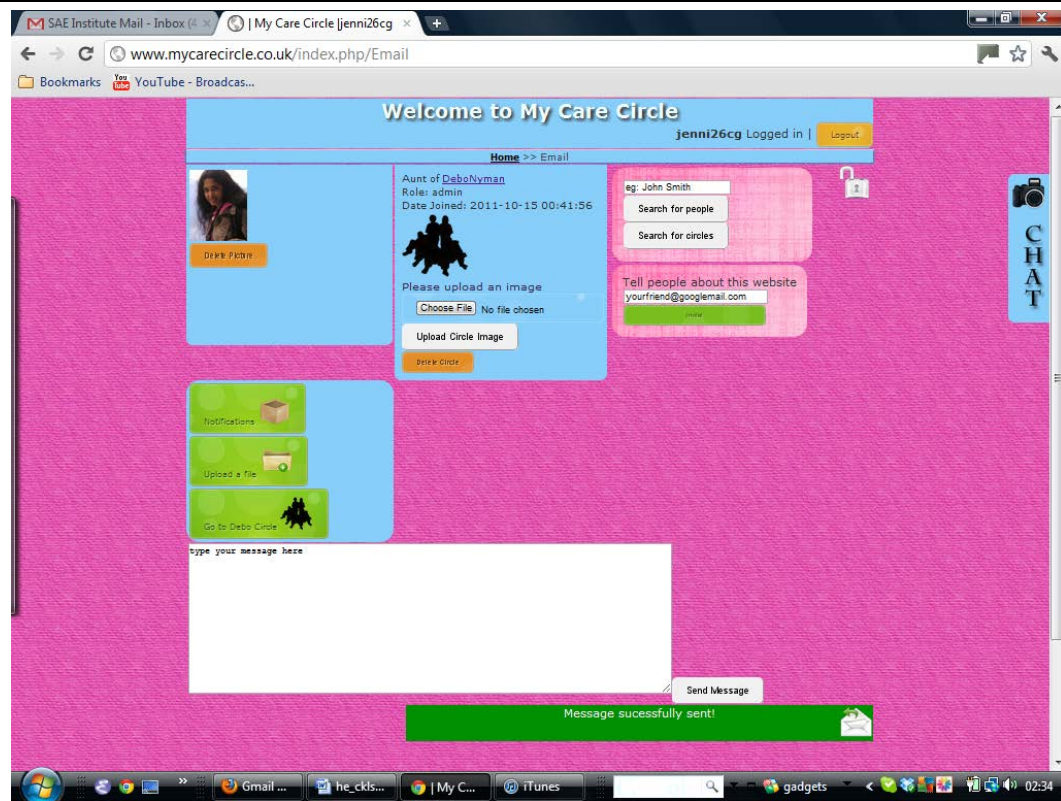 SAE Institute Mail - Inbox (4
| My Care Circle |jenni26cg
www.mycarecircle.co.uk/index.php/Email
Bookmarks
You Tube
YouTube - Broadcas...
Welcome to My Care Circle
jenni26cg Logged in |
Logout
Home >> Email
Delete Picture
Aunt of DeboNyman
Role: admin
Date Joined: 2011-10-15 00:41:56
Please upload an image
Choose File No file chosen
Upload Circle Image
Delete Circle
eg: John Smith
Search for people
Search for circles
Tell people about this website
yourfriend@googlemail.com
CHAT
Notifications
Upload a file
Go to Debo Circle
type your message here
Send Message
Message sucessfully sent!
Gmail ...
he_ckls...
| My C...
iTunes
gadgets
02:34